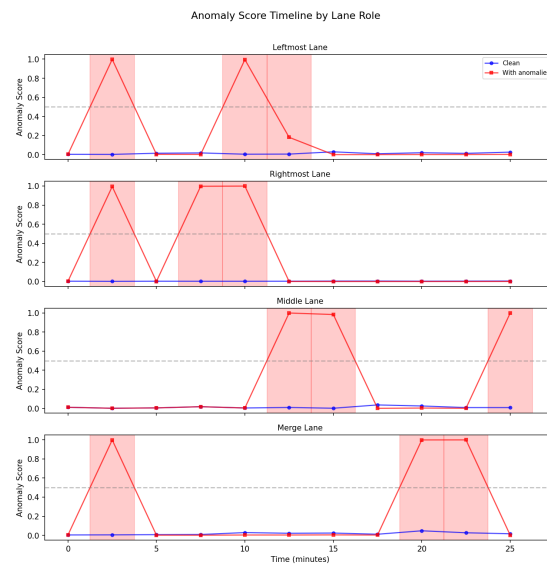 Anomaly Score Timeline by Lane Role
Leftmost Lane
1.0
0.8
0.6
0.4
0.2
0.0
Anomaly Score
Clean
With anomalie
Rightmost Lane
1.0
0.8
0.6
0.4
0.2
0.0
Anomaly Score
Middle Lane
1.0
0.8
0.6
0.4
0.2
0.0
Anomaly Score
Merge Lane
1.0
0.8
0.6
0.4
0.2
0.0
Anomaly Score
0 5 10 15 20 25
Time (minutes)